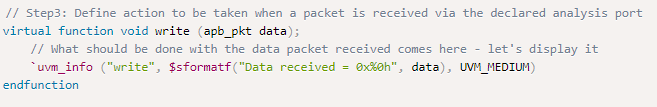 // Step3: Define action to be taken when a packet is received via the declared analysis port
virtual function void write (apb_pkt data);
// What should be done with the data packet received comes here - let's display it
`uvm_info ("write", $sformatf("Data received = 0x%0h", data), UVM_MEDIUM)
endfunction